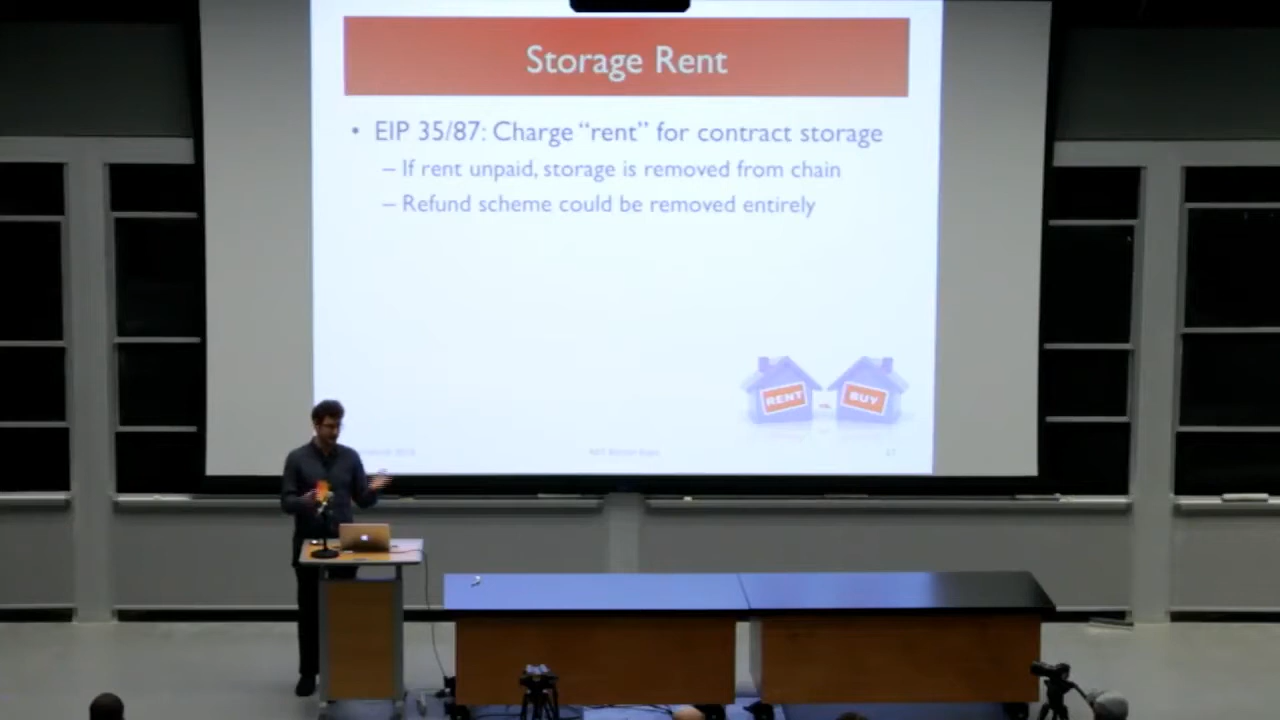 Storage Rent
• EIP 35/87: Charge “rent” for contract storage
– If rent unpaid, storage is removed from chain
– Refund scheme could be removed entirely
RENT
BUY